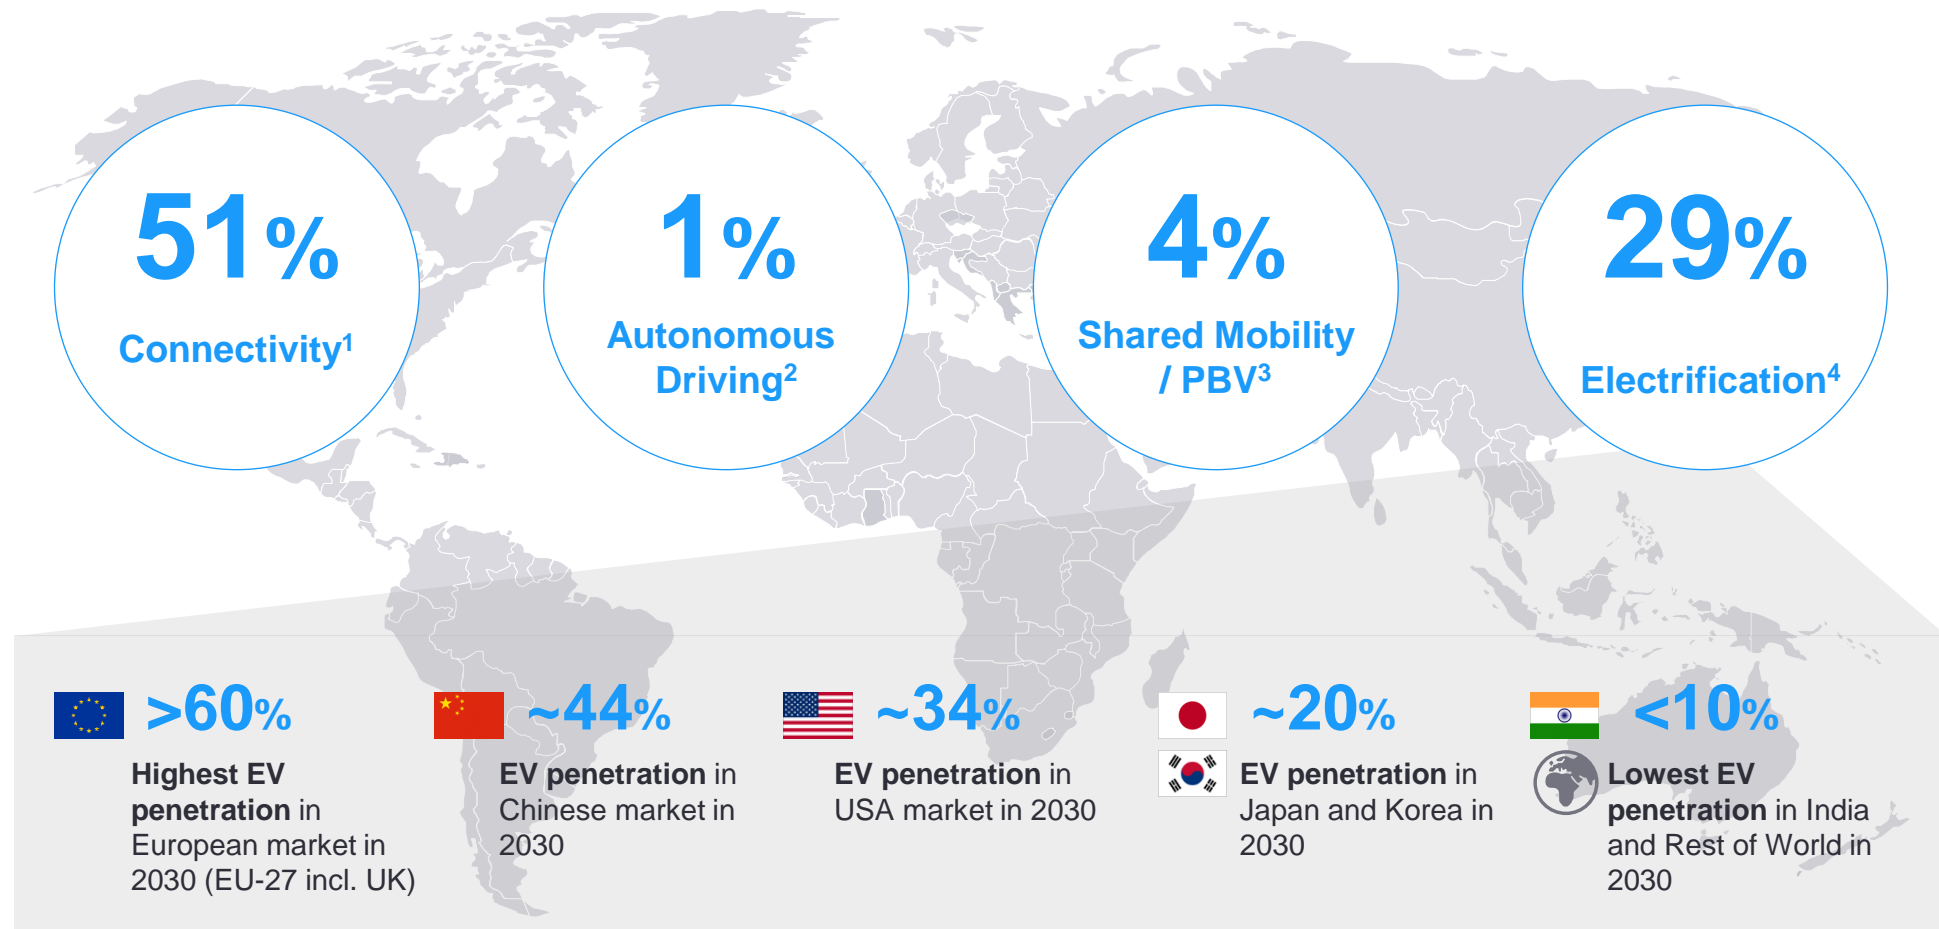 51%
Connectivity1
1%
Autonomous
Driving2
4%
Shared Mobility
/ PBV3
29%
Electrification4
>60%
Highest EV
penetration in
European market in
2030 (EU-27 incl. UK)
~44%
EV penetration in
Chinese market in
2030
~34%
EV penetration in
USA market in 2030
~20%
EV penetration in
Japan and Korea in
2030
<10%
Lowest EV
penetration in India
and Rest of World in
2030